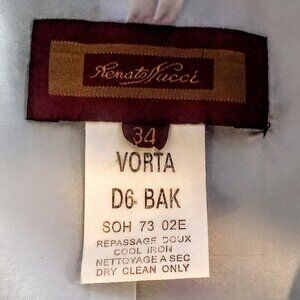 Renato Nucci
34
VORTA
D6 BAK
SOH 73 02E
REPASSAGE DOUX
COOL IRON
NETTOYAGE A SEC
DRY CLEAN ONLY